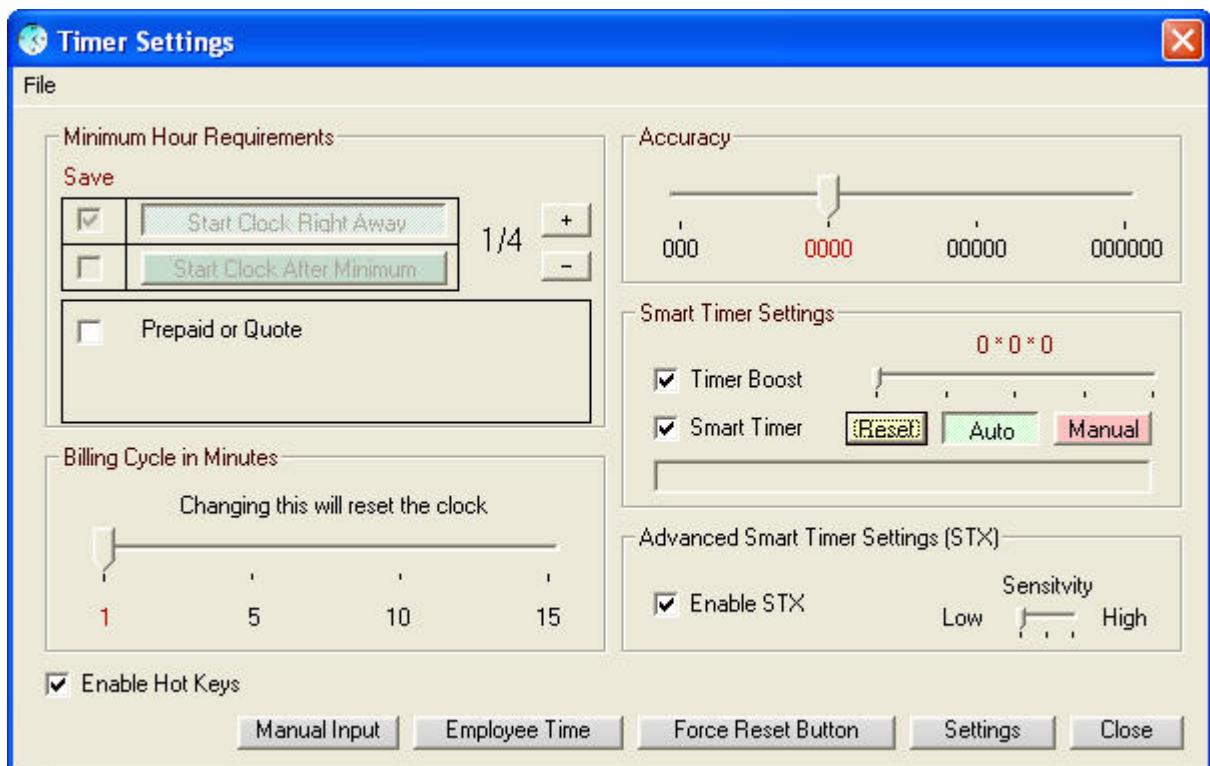 Timer Settings
File
Minimum Hour Requirements
Save
Start Clock Right Away
Start Clock After Minimum
1/4
+
-
Prepaid or Quote
Billing Cycle in Minutes
Changing this will reset the clock
1 5 10 15
Accuracy
000 0000 00000 000000
Smart Timer Settings
0 * 0 * 0
Timer Boost
Smart Timer Reset Auto Manual
Advanced Smart Timer Settings (STX)
Enable STX
Sensitvity
Low High
Enable Hot Keys
Manual Input Employee Time Force Reset Button Settings Close